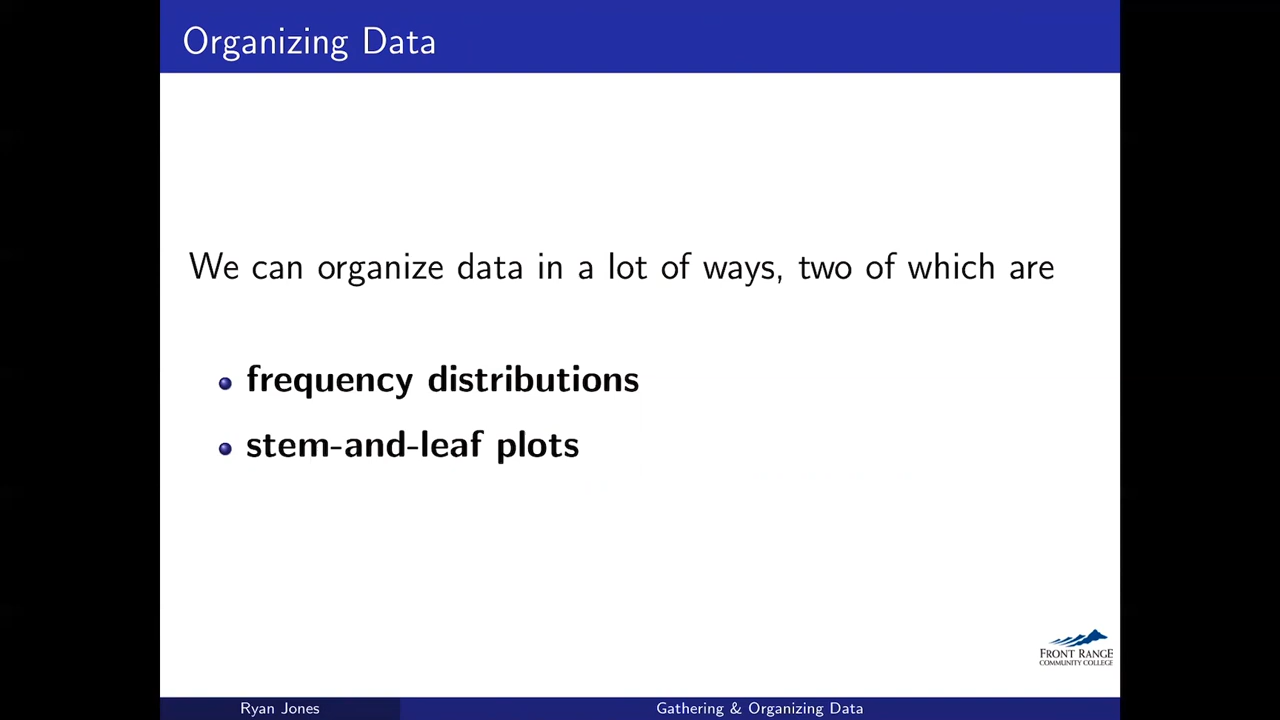 Organizing Data
We can organize data in a lot of ways, two of which are
frequency distributions
stem-and-leaf plots
FRONT RANGE
COMMUNITY COLLEGE
Ryan Jones
Gathering & Organizing Data